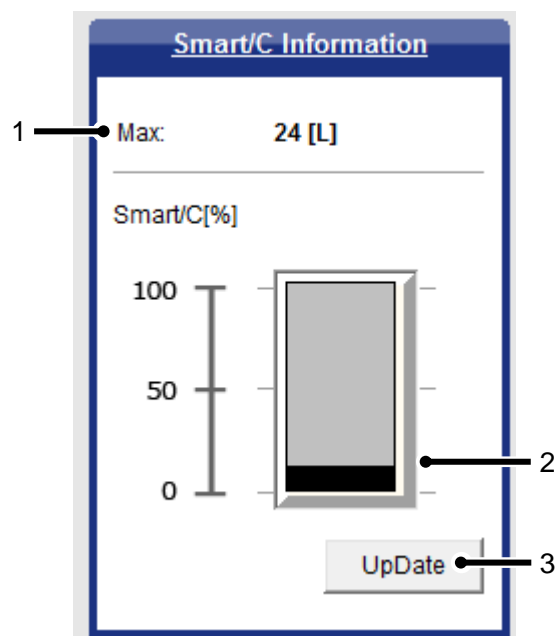 Smart/C Information
1
Max: 24 [L]
Smart/C[%]
100
50
2
0
UpDate
3